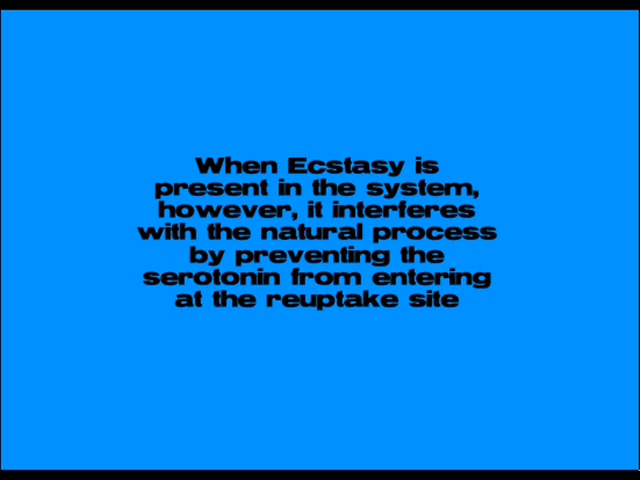 When Ecstasy is
present in the system,
however, it interferes
with the natural process
by preventing the
serotonin from entering
at the reuptake site